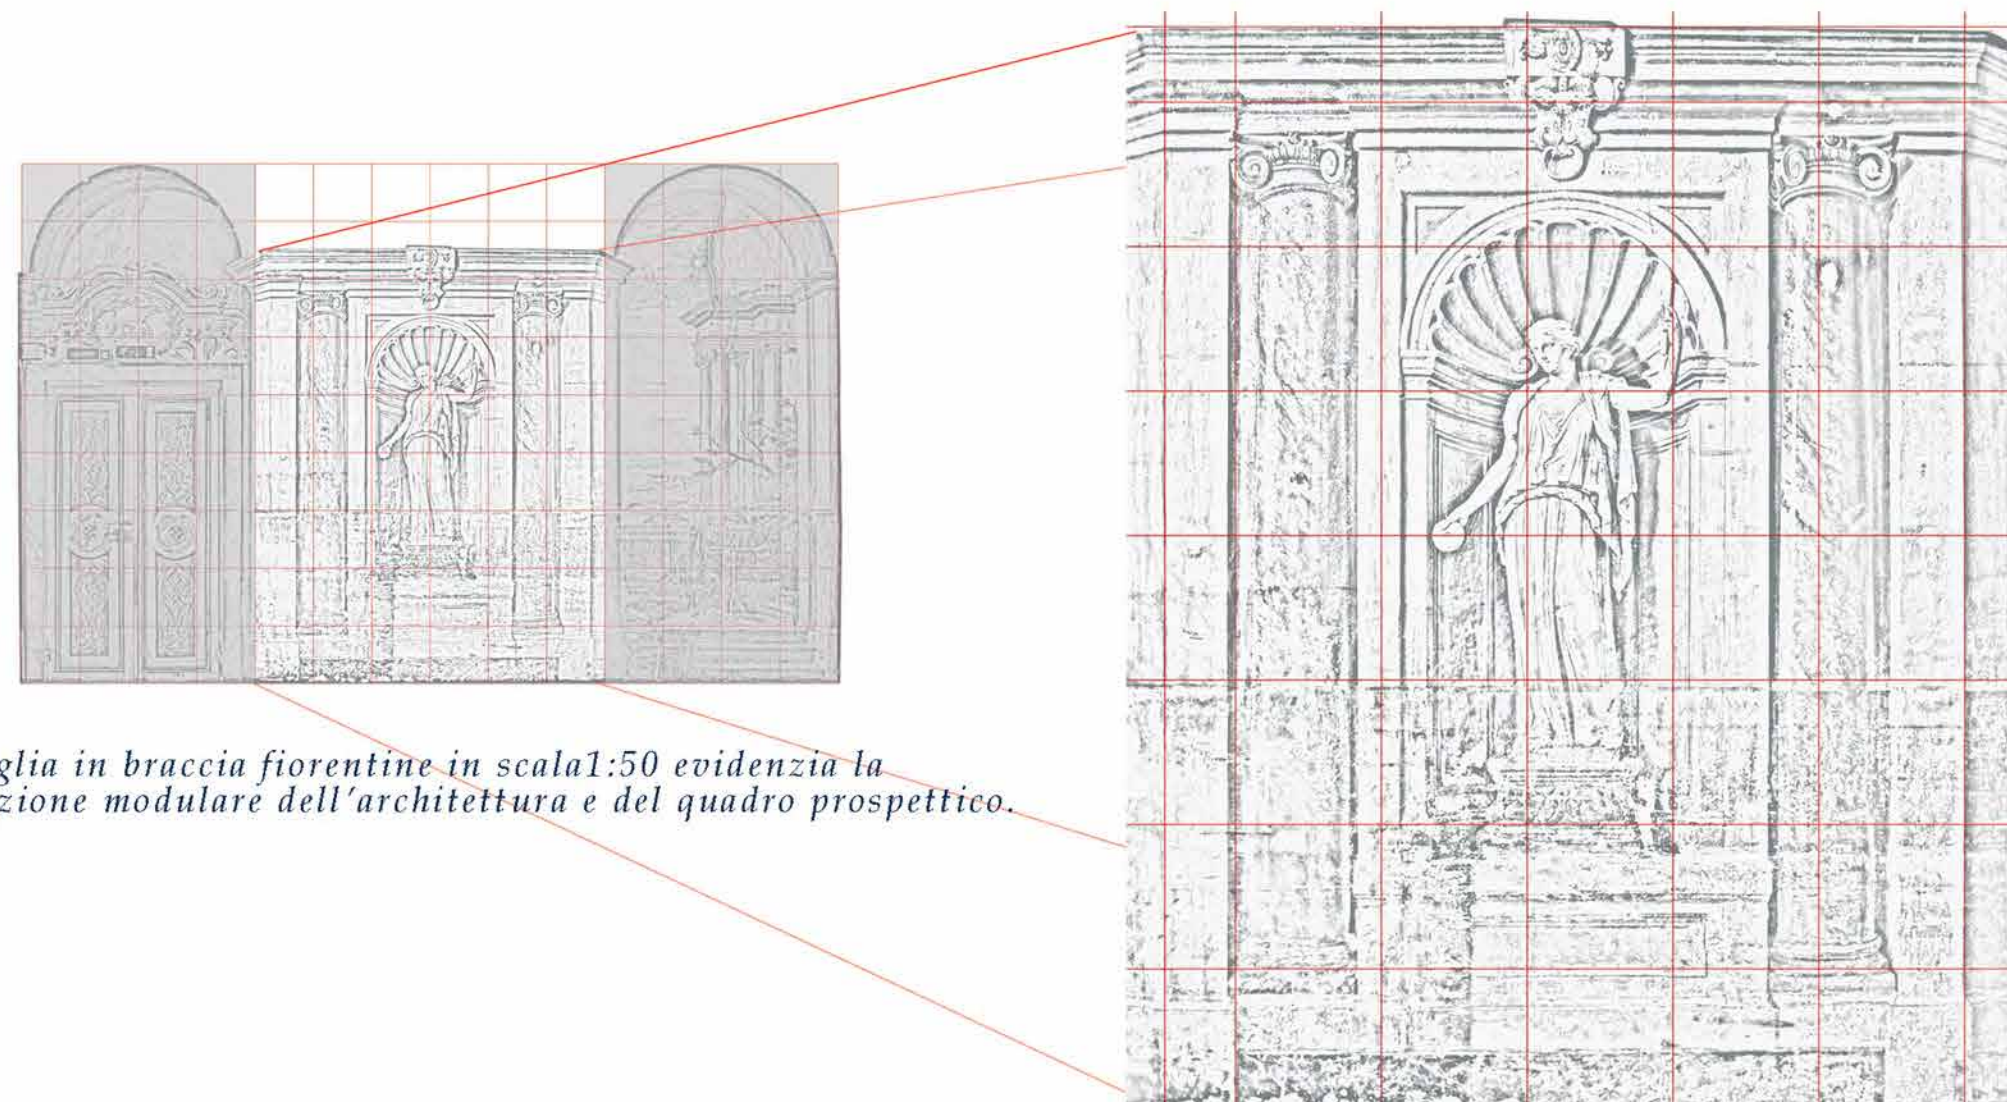 glia in braccia fiorentine in scala1:50 evidenzia la
zione modulare dell'architettura e del quadro prospettico.